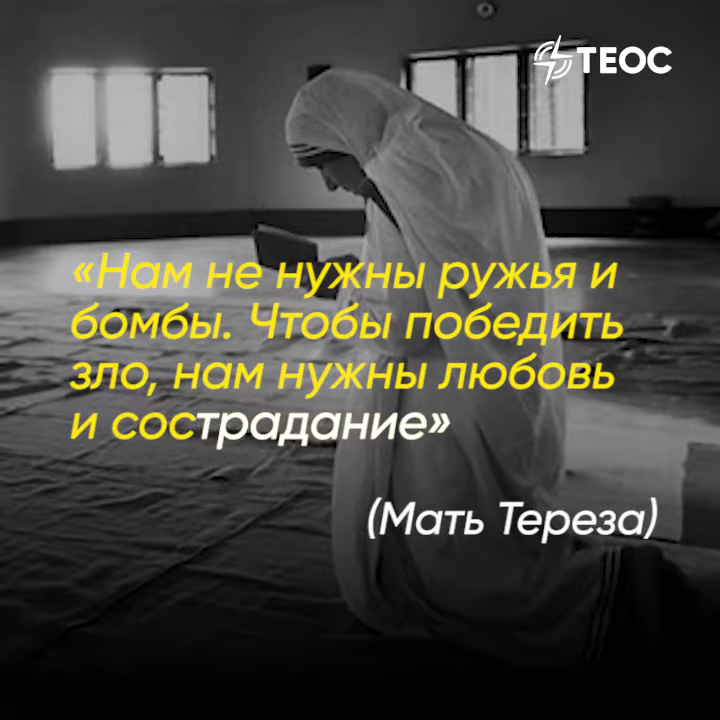 ТЕОС
«Нам не нужны ружья и
бомбы. Чтобы победить
зло, нам нужны любовь
и сострадание»
(Мать Тереза)